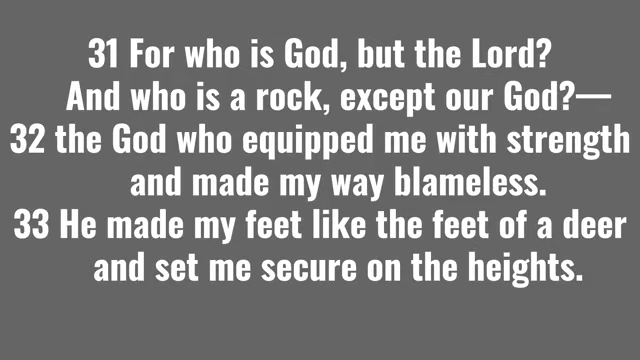 31 For who is God, but the Lord?
And who is a rock, except our God?—
32 the God who equipped me with strength
and made my way blameless.
33 He made my feet like the feet of a deer
and set me secure on the heights.